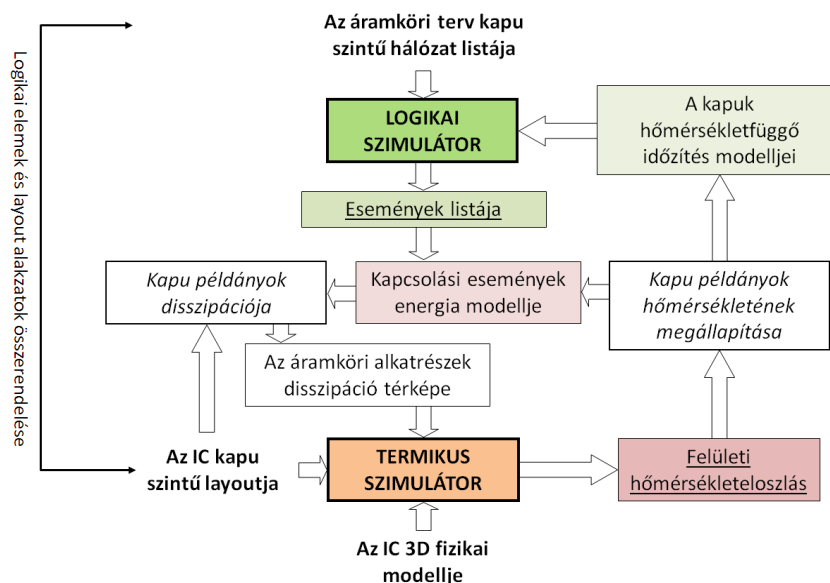 Az áramköri terv kapu
szintű hálózat listája
Logikai elemek és layout alakzatok összerendelése
LOGIKAI
SZIMULÁTOR
A kapuk
hőmérsékletfüggő
időzítés modelljei
Események listája
Kapu példányok
disszipációja
Kapcsolási események
energia modellje
Kapu példányok
hőmérsékletének
megállapítása
Az áramköri alkatrészek
disszipáció térképe
Az IC kapu
szintű layoutja
TERMIKUS
SZIMULÁTOR
Felületi
hőmérsékleteloszlás
Az IC 3D fizikai
modellje